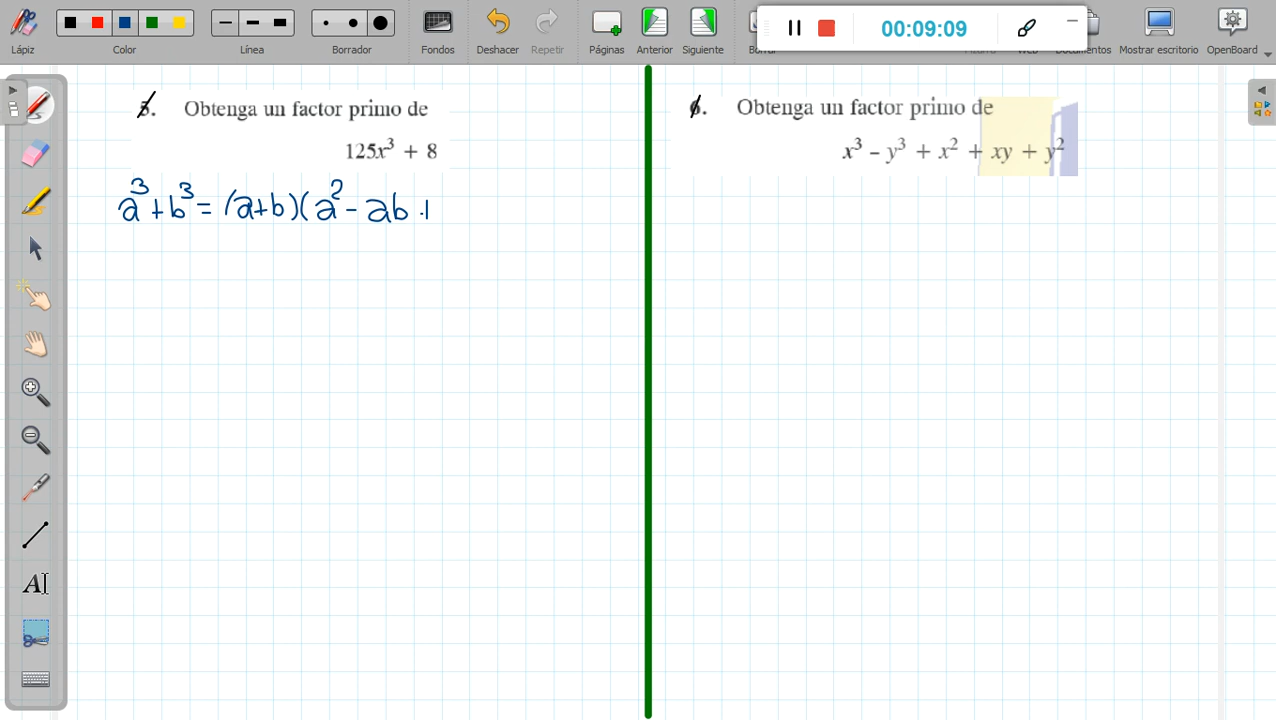 00:09:09
Lápiz Color Línea Borrador Fondos Deshacer Repetir Páginas Anterior Siguiente Borrar Documentos Mostrar escritorio OpenBoard
5. Obtenga un factor primo de
125x³ + 8
a³ + b³ = (a+b)(a² - ab +
6. Obtenga un factor primo de
x³ – y³ + x² + xy + y²
A